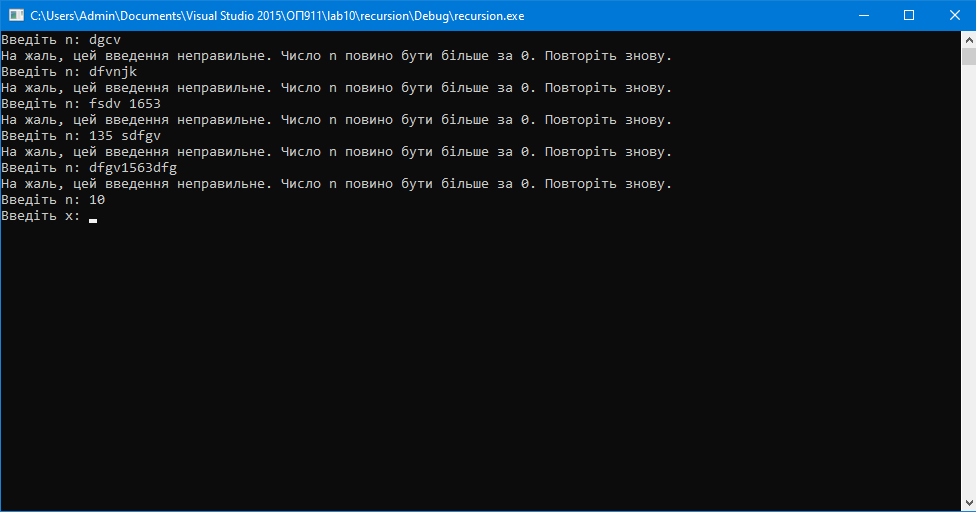 C:\Users\Admin\Documents\Visual Studio 2015\ОП911\lab10\recursion\Debug\recursion.exe
Введіть n: dgcv
На жаль, цей введення неправильне. Число n повино бути більше за 0. Повторіть знову.
Введіть n: dfvnjk
На жаль, цей введення неправильне. Число n повино бути більше за 0. Повторіть знову.
Введіть n: fsdv 1653
На жаль, цей введення неправильне. Число n повино бути більше за 0. Повторіть знову.
Введіть n: 135 sdfgv
На жаль, цей введення неправильне. Число n повино бути більше за 0. Повторіть знову.
Введіть n: dfgv1563dfg
На жаль, цей введення неправильне. Число n повино бути більше за 0. Повторіть знову.
Введіть n: 10
Введіть x: